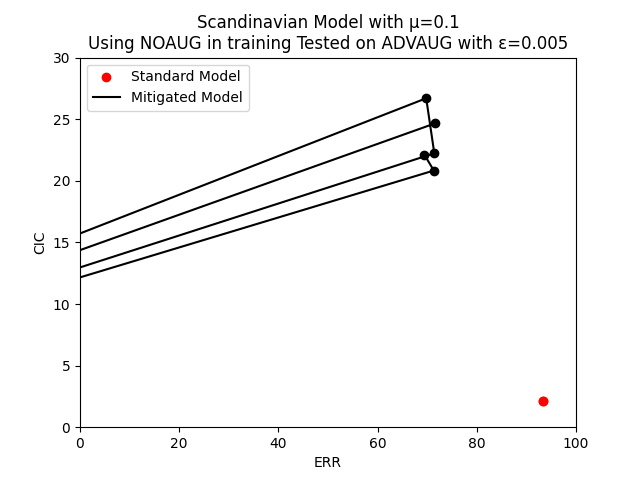 Scandinavian Model with μ=0.1
Using NOAUG in training Tested on ADVAUG with ε=0.005
30
Standard Model
Mitigated Model
25
20
15
10
5
0
CIC
0 20 40 60 80 100
ERR